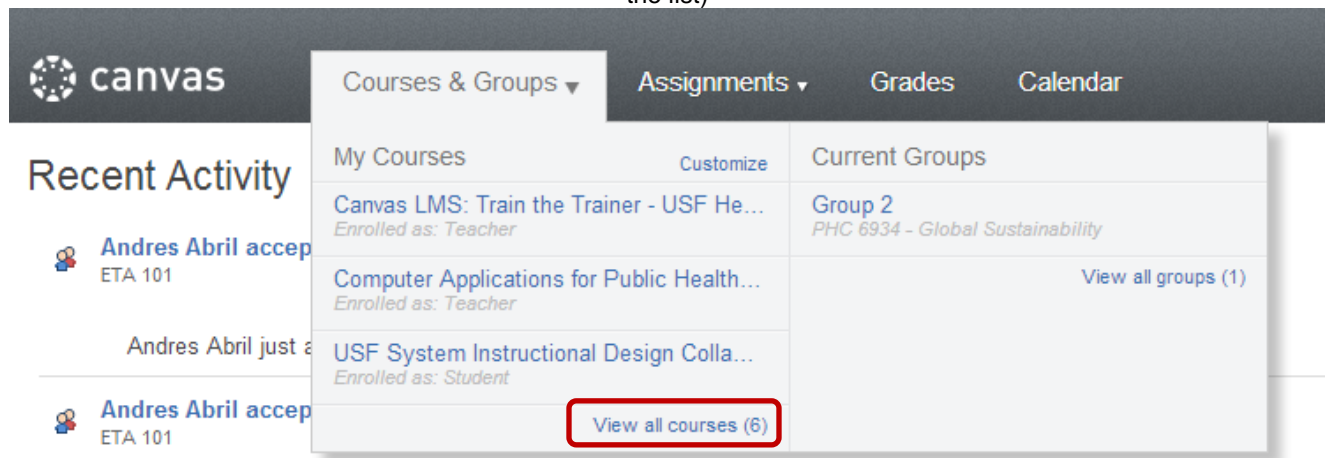 the list)
canvas
Courses & Groups ▾
Assignments ▾
Grades
Calendar
Recent Activity
Andres Abril accep
ETA 101
Andres Abril just a
Andres Abril accep
ETA 101
My Courses
Customize
Canvas LMS: Train the Trainer - USF He...
Enrolled as: Teacher
Computer Applications for Public Health...
Enrolled as: Teacher
USF System Instructional Design Colla...
Enrolled as: Student
View all courses (6)
Current Groups
Group 2
PHC 6934 - Global Sustainability
View all groups (1)